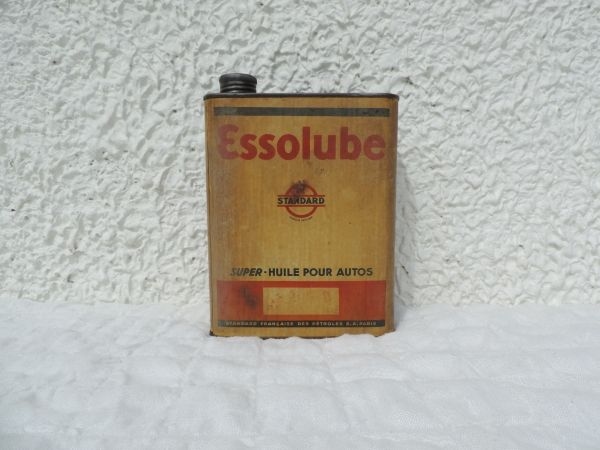 Essolube
STANDARD
SUPER-HUILE POUR AUTOS
STANDARD FRANÇAISE DES PÉTROLES S.A. PARIS